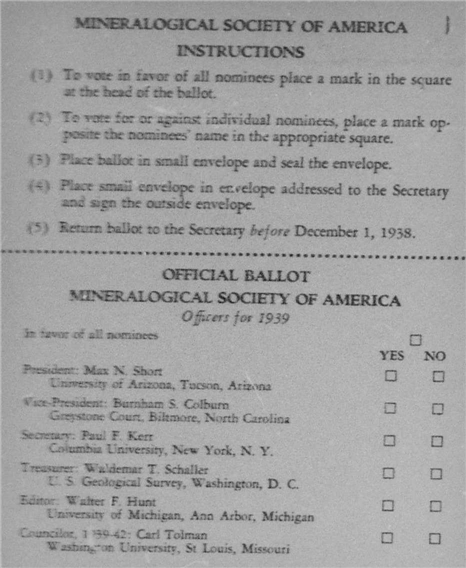 MINERALOGICAL SOCIETY OF AMERICA
INSTRUCTIONS
(1) To vote in favor of all nominees place a mark in the square
at the head of the ballot.
(2) To vote for or against individual nominees, place a mark op-
posite the nominees' name in the appropriate square.
(3) Place ballot in small envelope and seal the envelope.
(4) Place small envelope in envelope addressed to the Secretary
and sign the outside envelope.
(5) Return ballot to the Secretary before December 1, 1938.
OFFICIAL BALLOT
MINERALOGICAL SOCIETY OF AMERICA
Officers for 1939
In favor of all nominees
YES NO
President: Max N. Short
University of Arizona, Tucson, Arizona
Vice-President: Burnham S. Colburn
Greystone Court, Biltmore, North Carolina
Secretary: Paul F. Kerr
Columbia University, New York, N. Y.
Treasurer: Waldemar T. Schaller
U. S. Geological Survey, Washington, D. C.
Editor: Walter F. Hunt
University of Michigan, Ann Arbor, Michigan
Councilor, 1939-42: Carl Tolman
Washington University, St Louis, Missouri